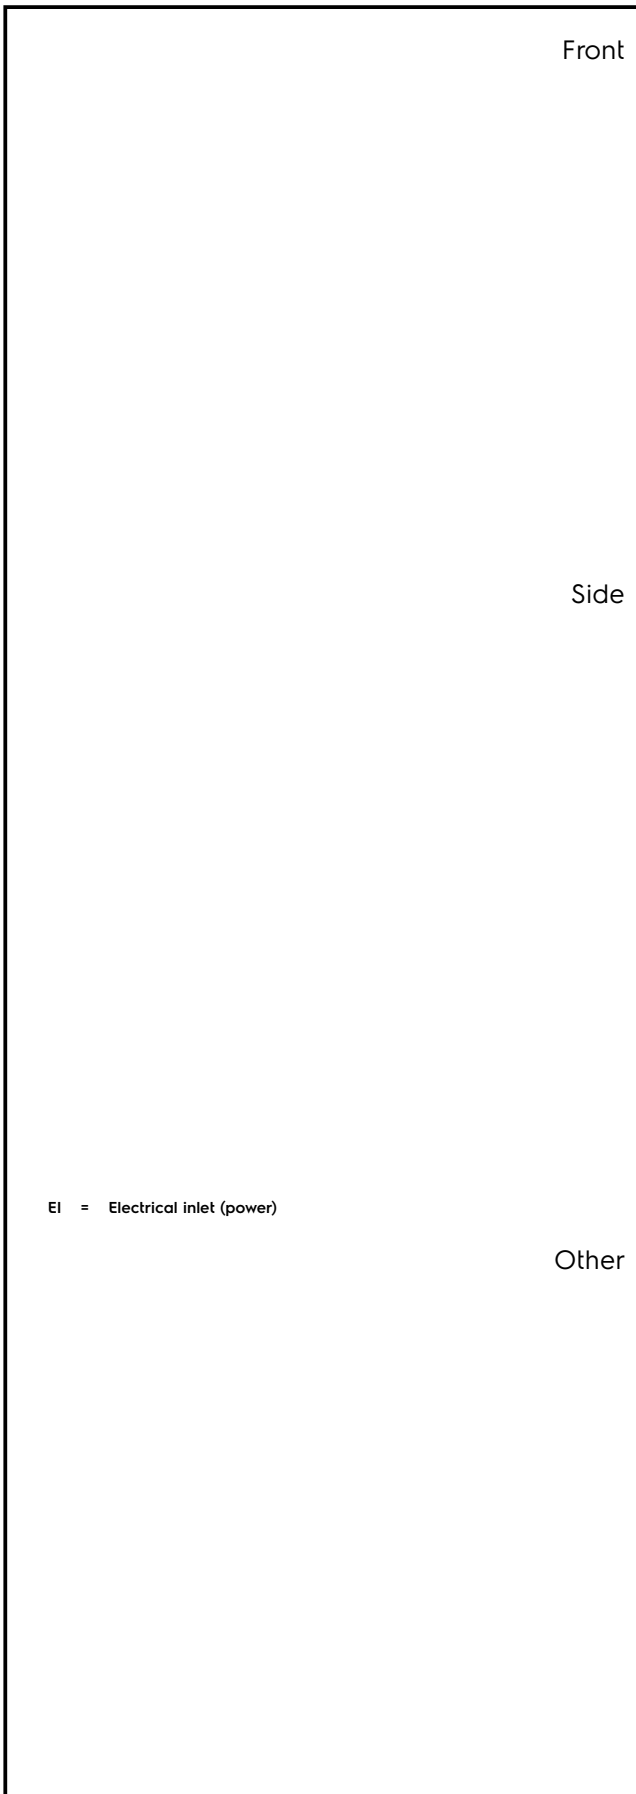 Front
Side
EI = Electrical inlet (power)
Other